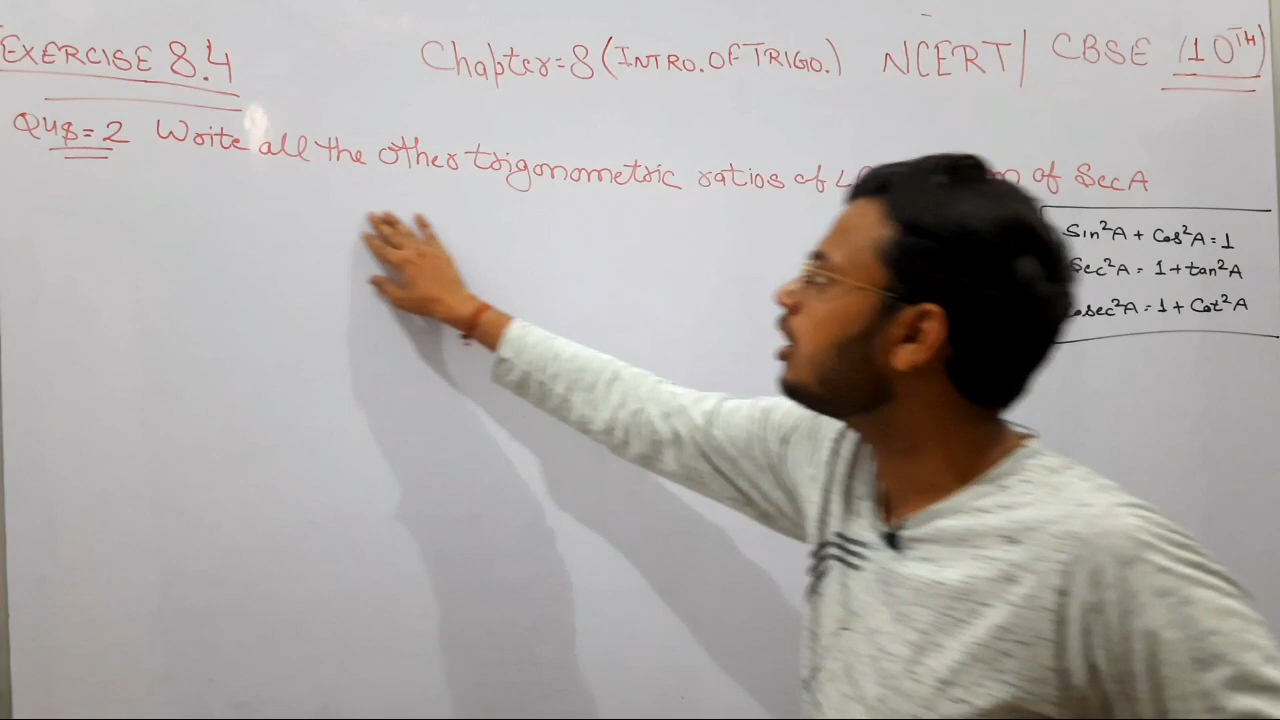 EXERCISE 8.4 Chapter=8 (INTRO. OF TRIGO.) NCERT/ CBSE (10TH)
QUS=2 Write all the other trigonometric ratios of of SecA
Sin²A + Cos²A = 1
Sec²A = 1 + tan²A
osec²A = 1 + Cot²A